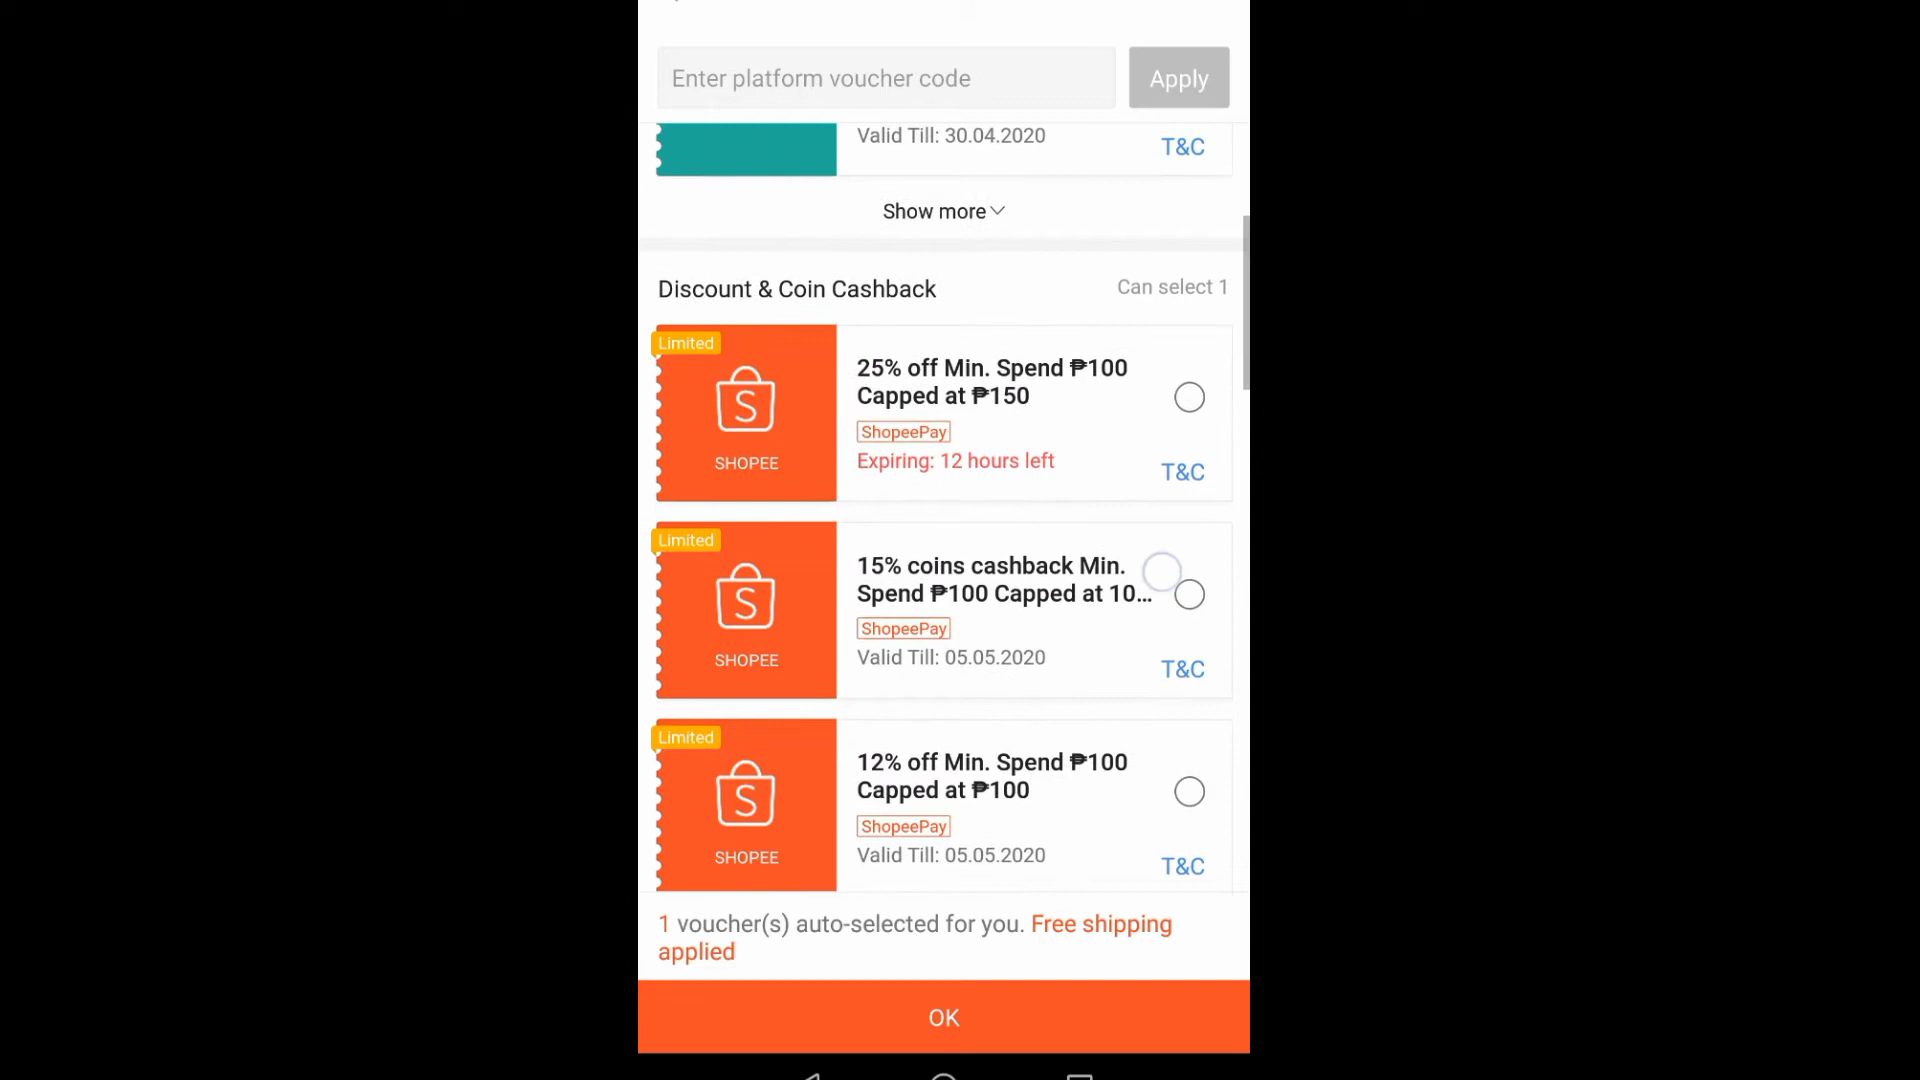 Enter platform voucher code
Apply
Valid Till: 30.04.2020
T&C
Show more
Discount & Coin Cashback
Can select 1
Limited
S
SHOPEE
25% off Min. Spend ₱100
Capped at ₱150
ShopeePay
Expiring: 12 hours left
T&C
Limited
S
SHOPEE
15% coins cashback Min.
Spend ₱100 Capped at 10...
ShopeePay
Valid Till: 05.05.2020
T&C
Limited
S
SHOPEE
12% off Min. Spend ₱100
Capped at ₱100
ShopeePay
Valid Till: 05.05.2020
T&C
1 voucher(s) auto-selected for you. Free shipping
applied
OK